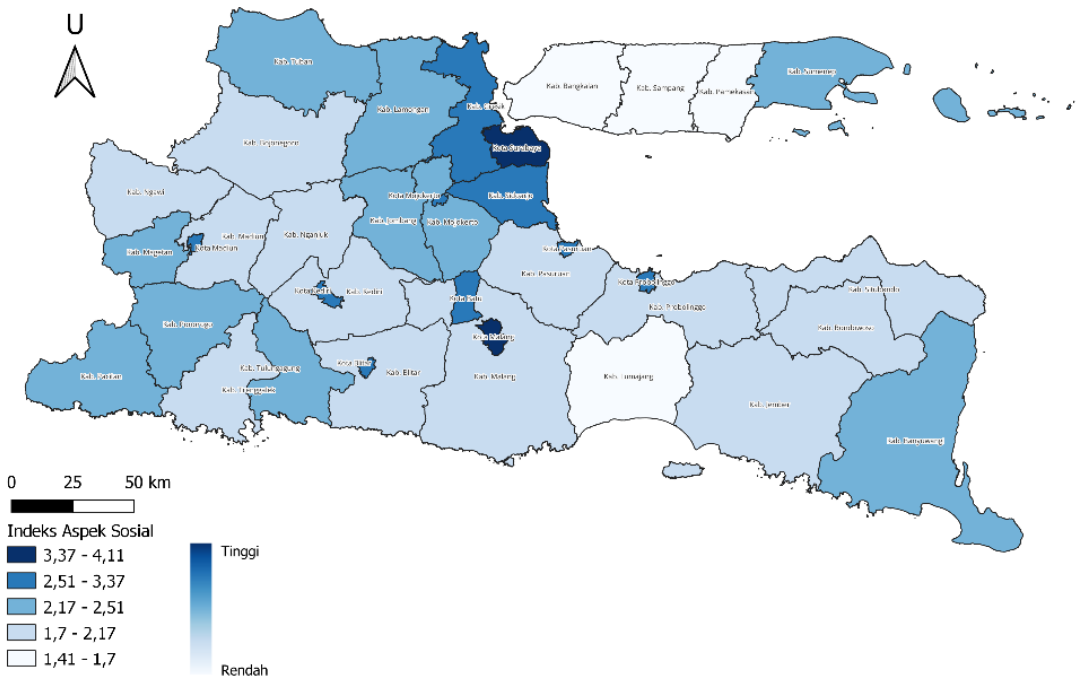 U
Kab. Tuban
Kab. Lamongan
Kab. Gresik
Kab. Bangkalan
Kab. Sampang
Kab. Pamekasan
Kab. Sumenep
Kab. Bojonegoro
Kota Surabaya
Kab. Ngawi
Kota Mojokerto
Kab. Sidoarjo
Kab. Jombang
Kab. Mojokerto
Kab. Magetan
Kota Madiun
Kab. Madiun
Kab. Nganjuk
Kota Pasuruan
Kab. Pasuruan
Kota Kediri
Kab. Kediri
Kota Batu
Kota Probolinggo
Kab. Probolinggo
Kab. Situbondo
Kab. Bondowoso
Kab. Ponorogo
Kota Malang
Kab. Pacitan
Kab. Tulungagung
Kab. Trenggalek
Kota Blitar
Kab. Blitar
Kab. Malang
Kab. Lumajang
Kab. Jember
Kab. Banyuwangi
0 25 50 km
Indeks Aspek Sosial
3,37 - 4,11
2,51 - 3,37
2,17 - 2,51
1,7 - 2,17
1,41 - 1,7
Tinggi
Rendah